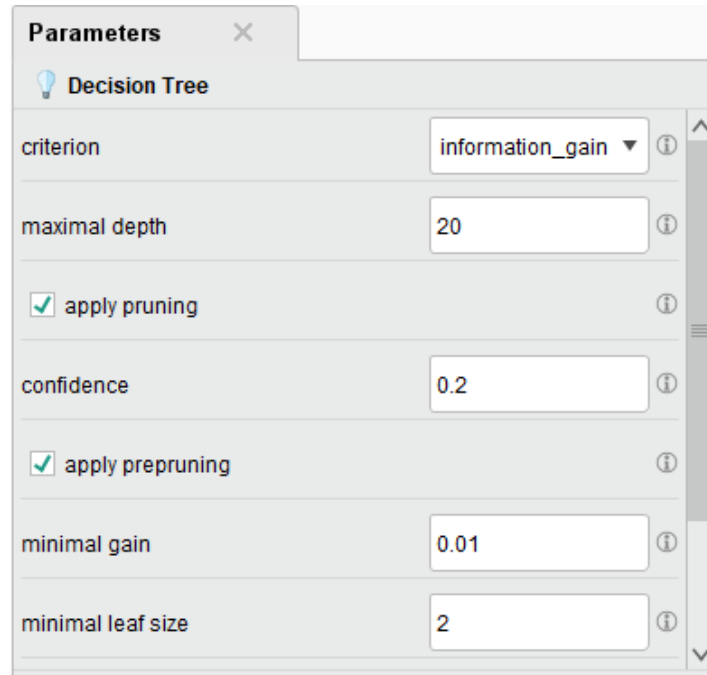 Parameters
Decision Tree
criterion information_gain
maximal depth 20
apply pruning
confidence 0.2
apply prepruning
minimal gain 0.01
minimal leaf size 2